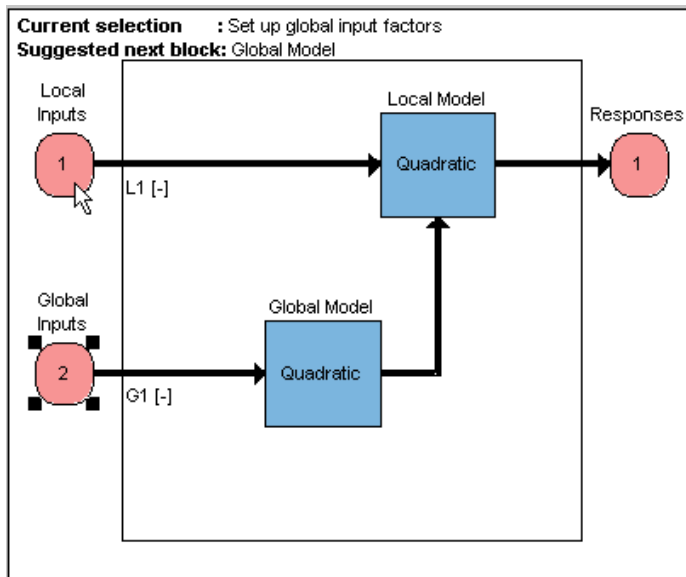 Current selection : Set up global input factors
Suggested next block: Global Model
Local
Inputs
Local Model
Responses
1
Quadratic
1
L1 [-]
Global
Inputs
Global Model
2
Quadratic
G1 [-]